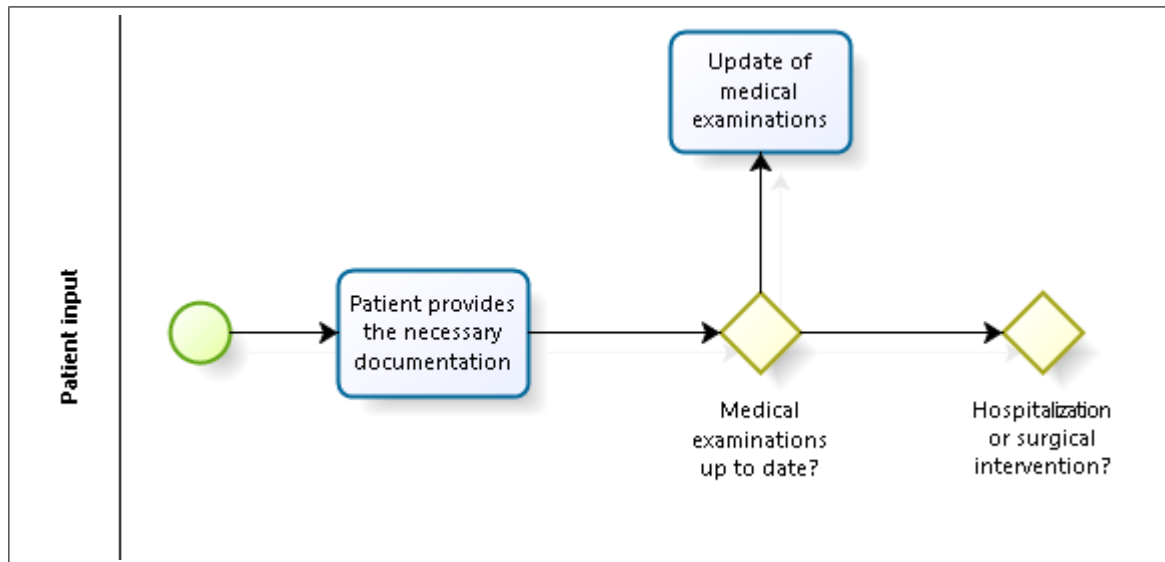 Patient input
Patient provides
the necessary
documentation
Update of
medical
examinations
Medical
examinations
up to date?
Hospitalization
or surgical
intervention?